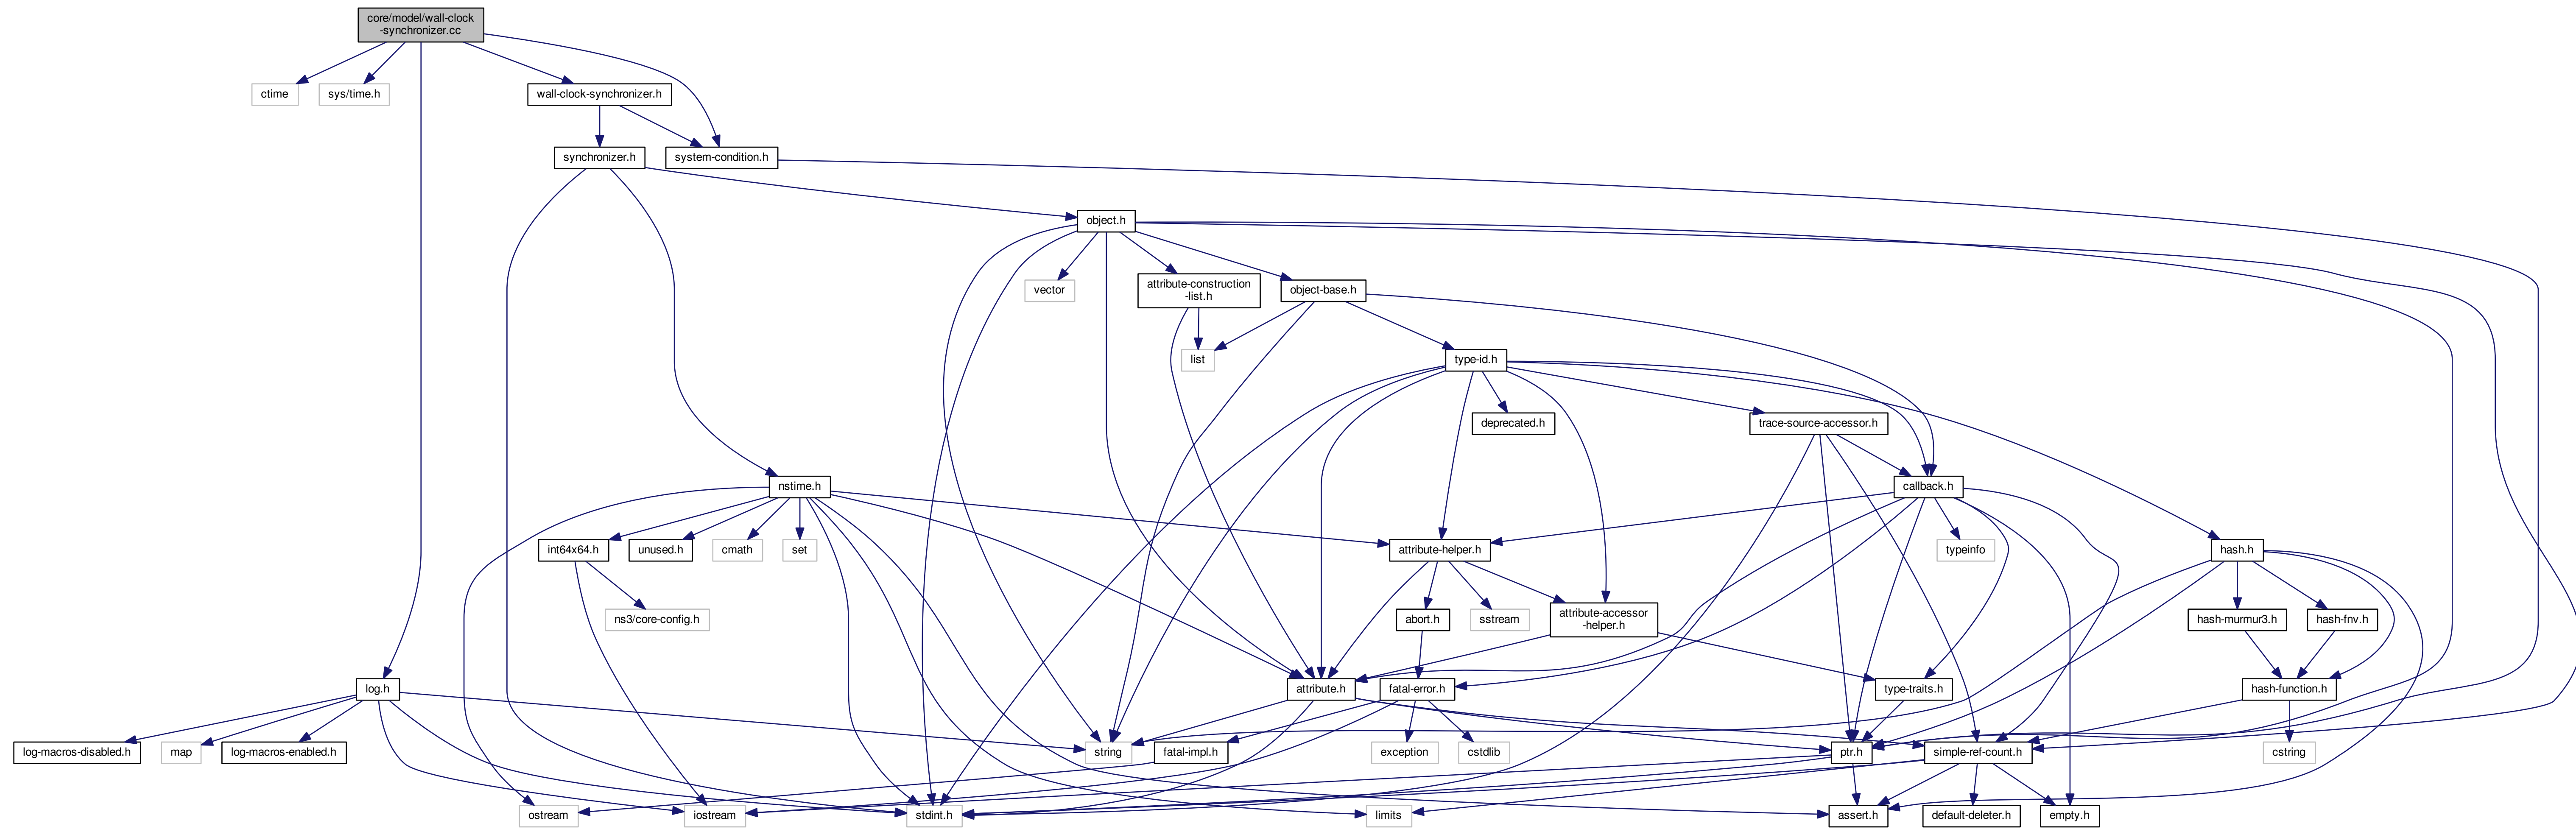 core/model/wall-clock
-synchronizer.cc
ctime
sys/time.h
wall-clock-synchronizer.h
synchronizer.h
system-condition.h
object.h
vector
attribute-construction
-list.h
object-base.h
list
type-id.h
deprecated.h
trace-source-accessor.h
nstime.h
callback.h
int64x64.h
unused.h
cmath
set
attribute-helper.h
typeinfo
hash.h
ns3/core-config.h
abort.h
sstream
attribute-accessor
-helper.h
hash-murmur3.h
hash-fnv.h
log.h
attribute.h
fatal-error.h
type-traits.h
hash-function.h
log-macros-disabled.h
map
log-macros-enabled.h
string
fatal-impl.h
exception
cstdlib
ptr.h
simple-ref-count.h
cstring
ostream
iostream
stdint.h
limits
assert.h
default-deleter.h
empty.h